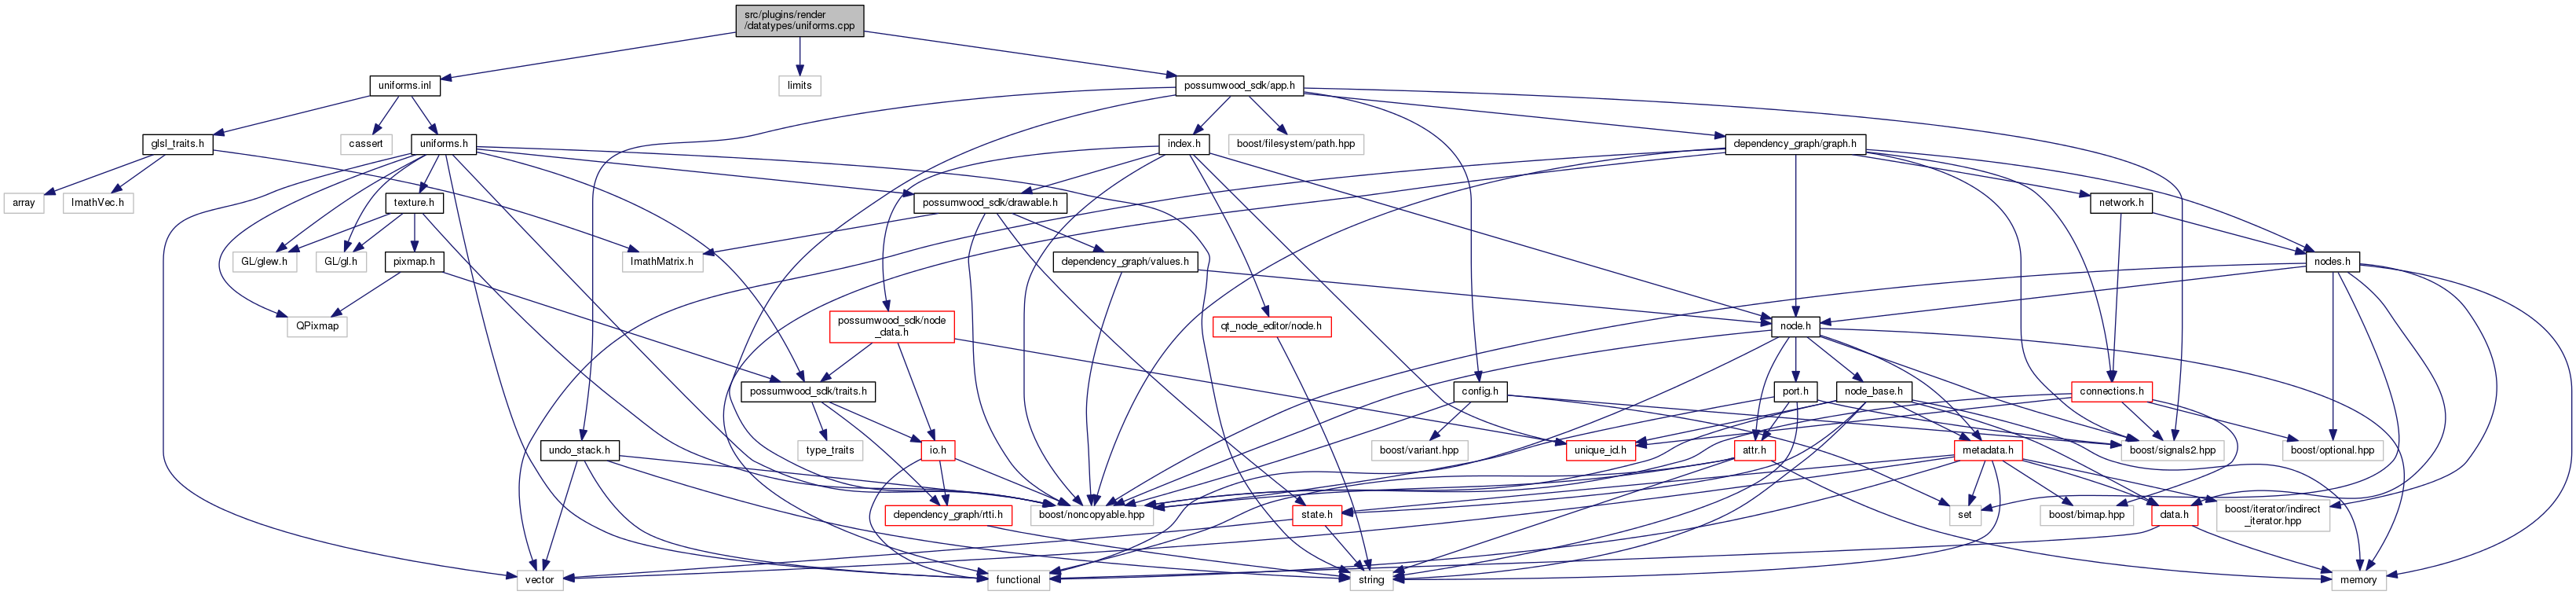 src/plugins/render
/datatypes/uniforms.cpp
uniforms.inl
limits
possumwood_sdk/app.h
glsl_traits.h
cassert
uniforms.h
index.h
boost/filesystem/path.hpp
dependency_graph/graph.h
array
ImathVec.h
texture.h
possumwood_sdk/drawable.h
network.h
GL/glew.h
GL/gl.h
pixmap.h
ImathMatrix.h
dependency_graph/values.h
nodes.h
QPixmap
possumwood_sdk/node
_data.h
qt_node_editor/node.h
node.h
possumwood_sdk/traits.h
config.h
port.h
node_base.h
connections.h
undo_stack.h
type_traits
io.h
boost/variant.hpp
unique_id.h
attr.h
metadata.h
boost/signals2.hpp
boost/optional.hpp
dependency_graph/rtti.h
boost/noncopyable.hpp
state.h
set
boost/bimap.hpp
data.h
boost/iterator/indirect
_iterator.hpp
vector
functional
string
memory